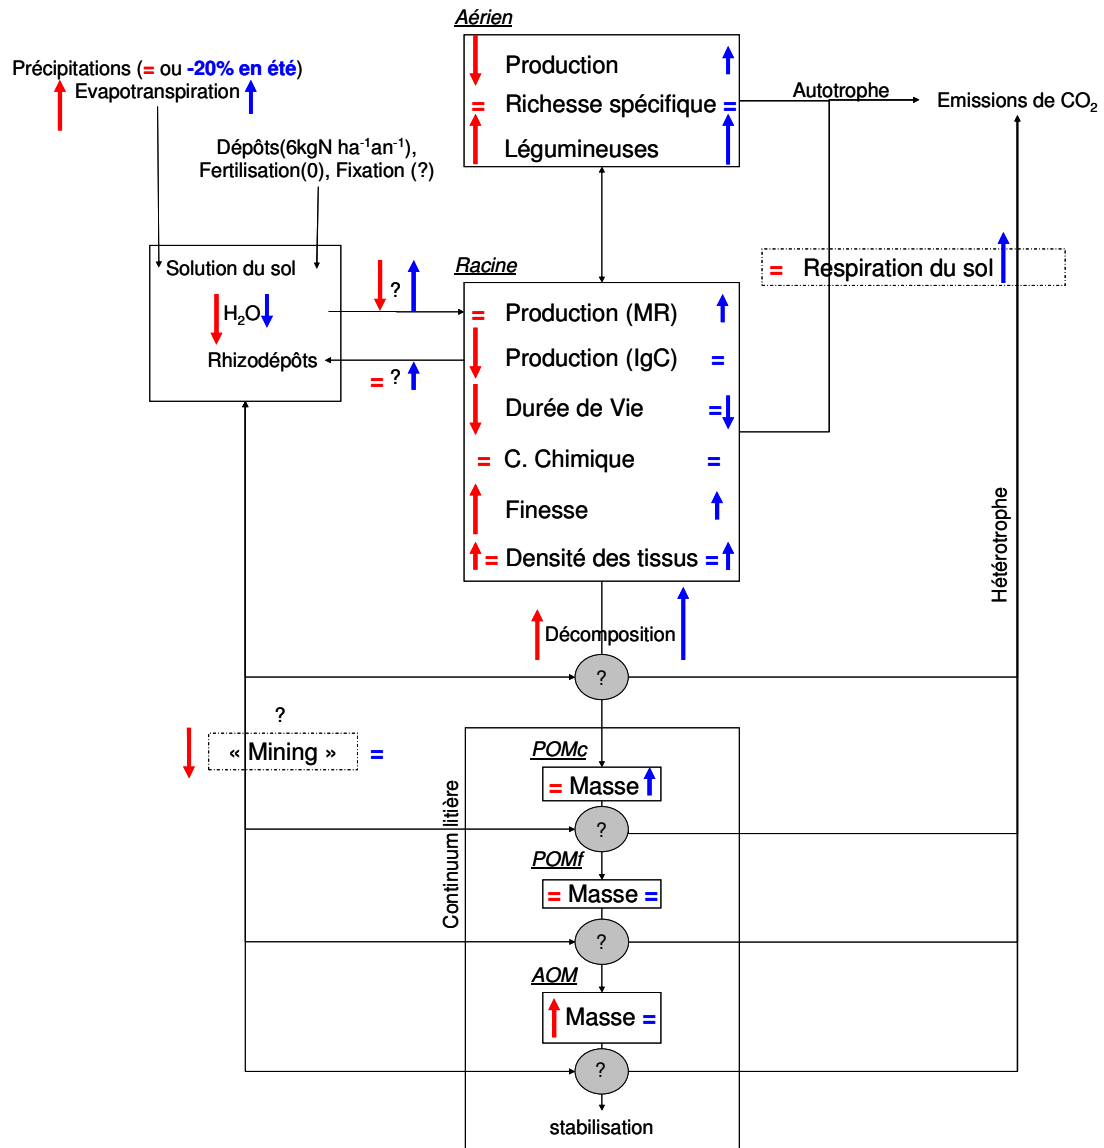 Aérien
Production
= Richesse spécifique =
Légumineuses
Précipitations (= ou -20% en été)
Evapotranspiration
Dépôts(6kgN ha⁻¹an⁻¹),
Fertilisation(0), Fixation (?)
Autotrophe
Emissions de CO₂
Solution du sol
H₂O
Rhizodépôts
?
= ?
Racine
= Production (MR)
Production (IgC) =
Durée de Vie =
= C. Chimique =
Finesse
= Densité des tissus =
= Respiration du sol
Hétérotrophe
Décomposition
?
?
« Mining » =
Continuum litière
POMc
= Masse
?
POMf
= Masse =
?
AOM
Masse =
?
stabilisation